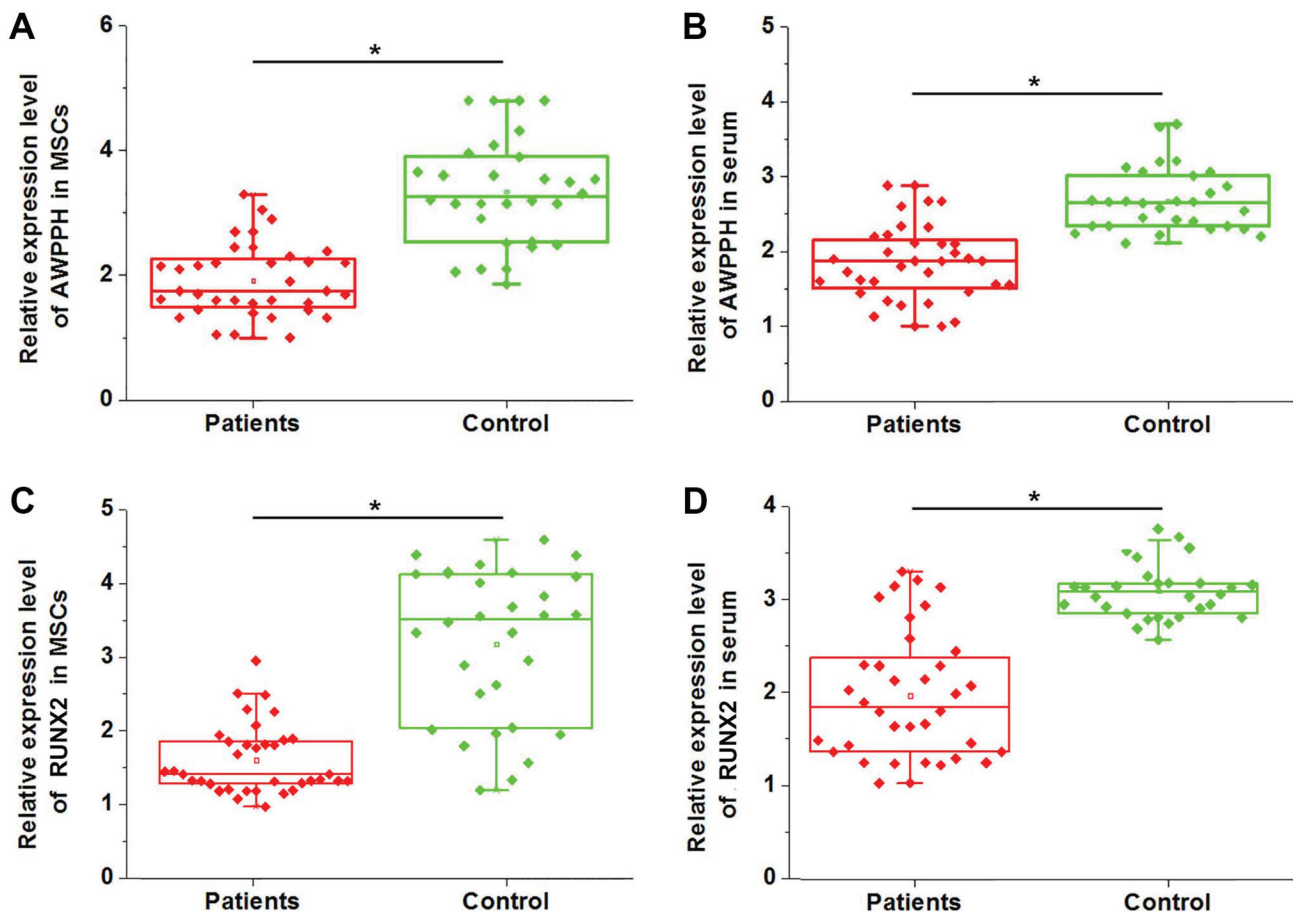 A
Relative expression level
of AWPPH in MSCs
6
4
2
0
*
Patients
Control
B
Relative expression level
of AWPPH in serum
5
4
3
2
1
0
*
Patients
Control
C
Relative expression level
of RUNX2 in MSCs
5
4
3
2
1
0
*
Patients
Control
D
Relative expression level
of RUNX2 in serum
4
3
2
1
0
*
Patients
Control